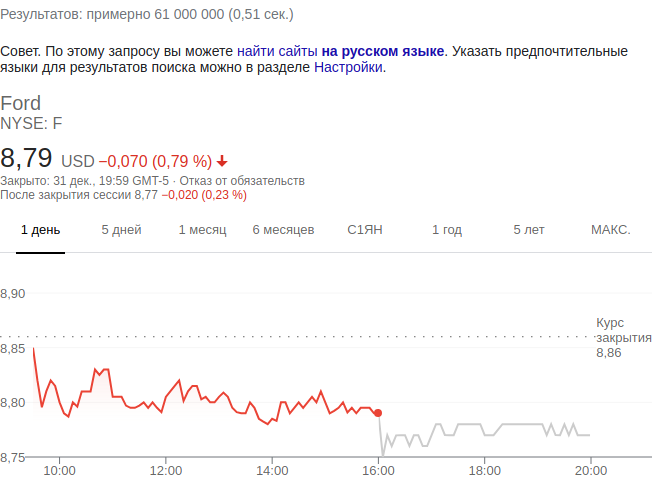 Результатов: примерно 61 000 000 (0,51 сек.)
Совет. По этому запросу вы можете найти сайты на русском языке. Указать предпочтительные
языки для результатов поиска можно в разделе Настройки.
Ford
NYSE: F
8,79 USD −0,070 (0,79 %)
Закрыто: 31 дек., 19:59 GMT-5 · Отказ от обязательств
После закрытия сессии 8,77 −0,020 (0,23 %)
1 день 5 дней 1 месяц 6 месяцев С1ЯН 1 год 5 лет МАКС.
8,90
Курс
закрытия
8,86
8,85
8,80
8,75
10:00 12:00 14:00 16:00 18:00 20:00